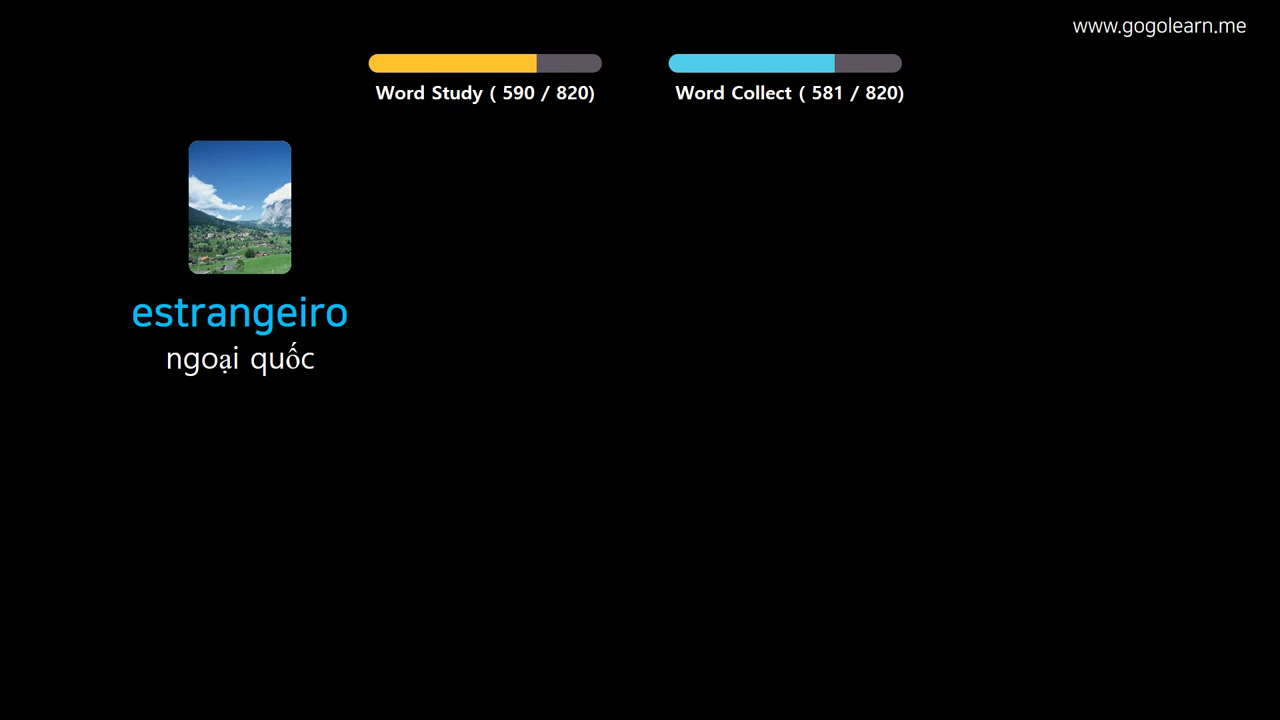 www.gogolearn.me
Word Study ( 590 / 820)
Word Collect ( 581 / 820)
estrangeiro
ngoại quốc